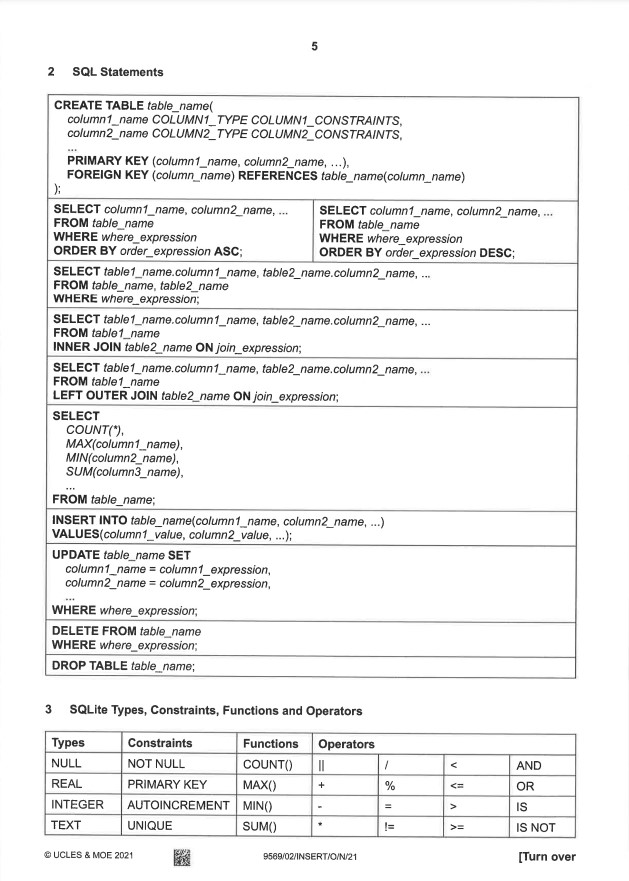 5
2 SQL Statements
CREATE TABLE table_name(
column1_name COLUMN1_TYPE COLUMN1_CONSTRAINTS,
column2_name COLUMN2_TYPE COLUMN2_CONSTRAINTS,
...
PRIMARY KEY (column1_name, column2_name, ...),
FOREIGN KEY (column_name) REFERENCES table_name(column_name)
);
SELECT column1_name, column2_name, ...
FROM table_name
WHERE where_expression
ORDER BY order_expression ASC;
SELECT column1_name, column2_name, ...
FROM table_name
WHERE where_expression
ORDER BY order_expression DESC;
SELECT table1_name.column1_name, table2_name.column2_name, ...
FROM table_name, table2_name
WHERE where_expression;
SELECT table1_name.column1_name, table2_name.column2_name, ...
FROM table1_name
INNER JOIN table2_name ON join_expression;
SELECT table1_name.column1_name, table2_name.column2_name, ...
FROM table1_name
LEFT OUTER JOIN table2_name ON join_expression;
SELECT
COUNT(*),
MAX(column1_name),
MIN(column2_name),
SUM(column3_name),
...
FROM table_name;
INSERT INTO table_name(column1_name, column2_name, ...)
VALUES(column1_value, column2_value, ...);
UPDATE table_name SET
column1_name = column1_expression,
column2_name = column2_expression,
...
WHERE where_expression;
DELETE FROM table_name
WHERE where_expression;
DROP TABLE table_name;
3 SQLite Types, Constraints, Functions and Operators
Types Constraints Functions Operators
NULL NOT NULL COUNT() || / < AND
REAL PRIMARY KEY MAX() + % <= OR
INTEGER AUTOINCREMENT MIN() - = > IS
TEXT UNIQUE SUM() * != >= IS NOT
© UCLES & MOE 2021 9569/02/INSERT/O/N/21 [Turn over